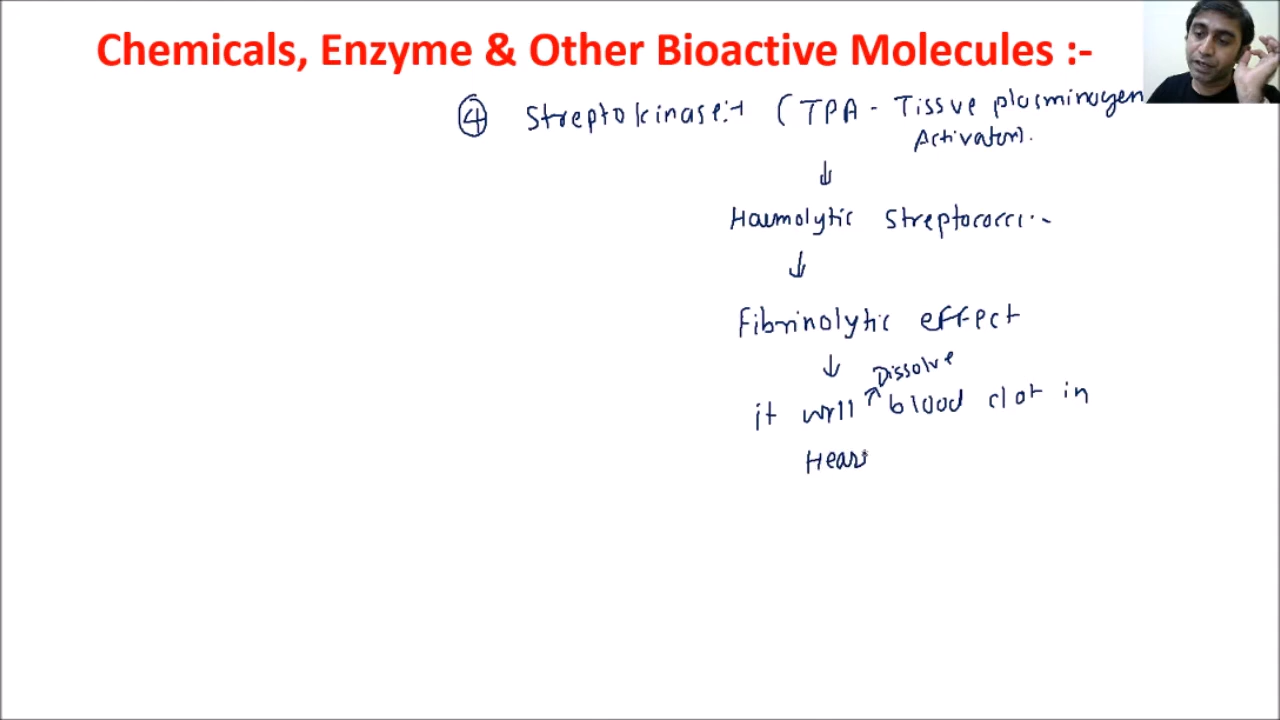 Chemicals, Enzyme & Other Bioactive Molecules :-
④ Streptokinase:- (TPA - Tissue plasminogen
Activator).
↓
Haemolytic Streptococci
↓
Fibrinolytic effect
↓ Dissolve
it will ↑ blood clot in
Hear